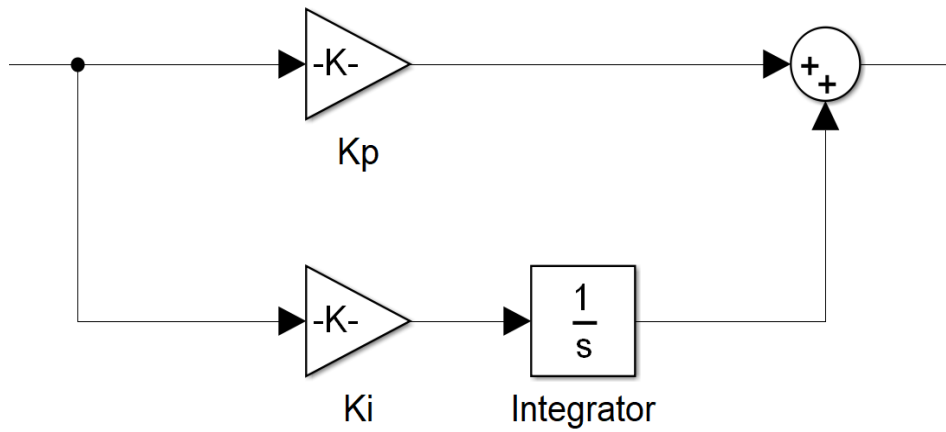 -K-
+
+
Kp
-K-
1
s
Ki
Integrator